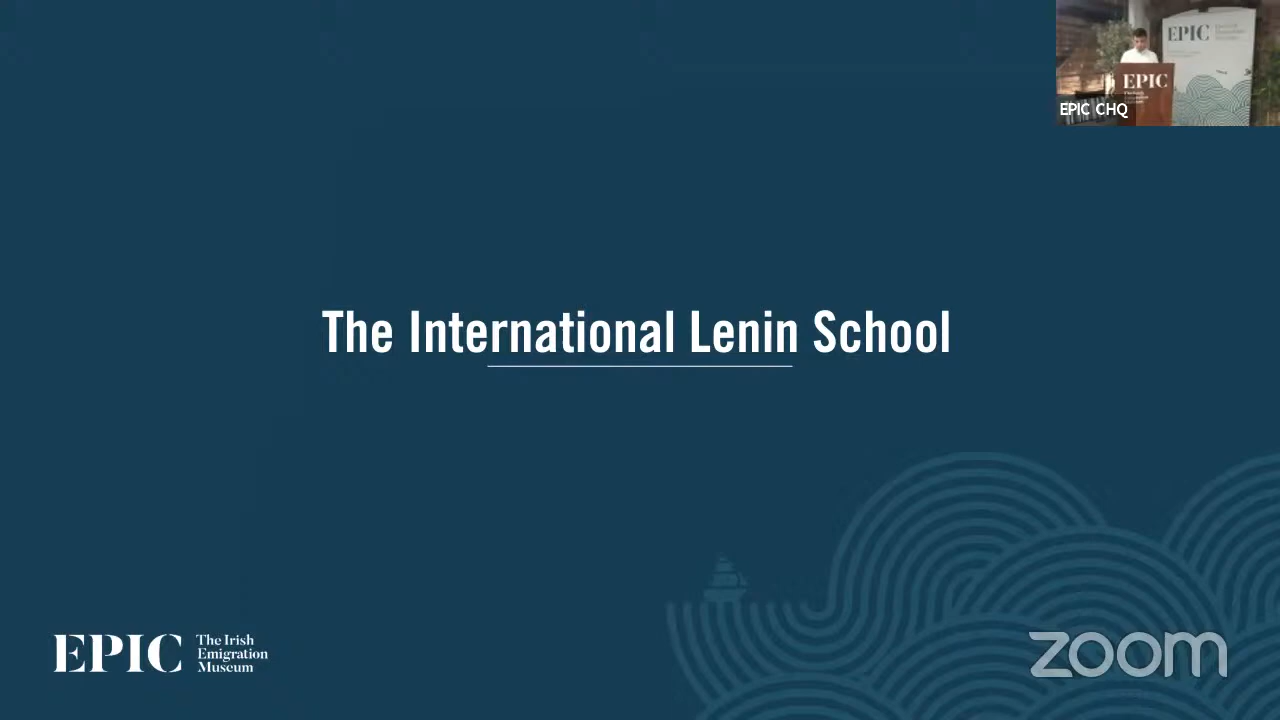 EPIC
EPIC
EPIC CHQ
The International Lenin School
EPIC
The Irish
Emigration
Museum
zoom